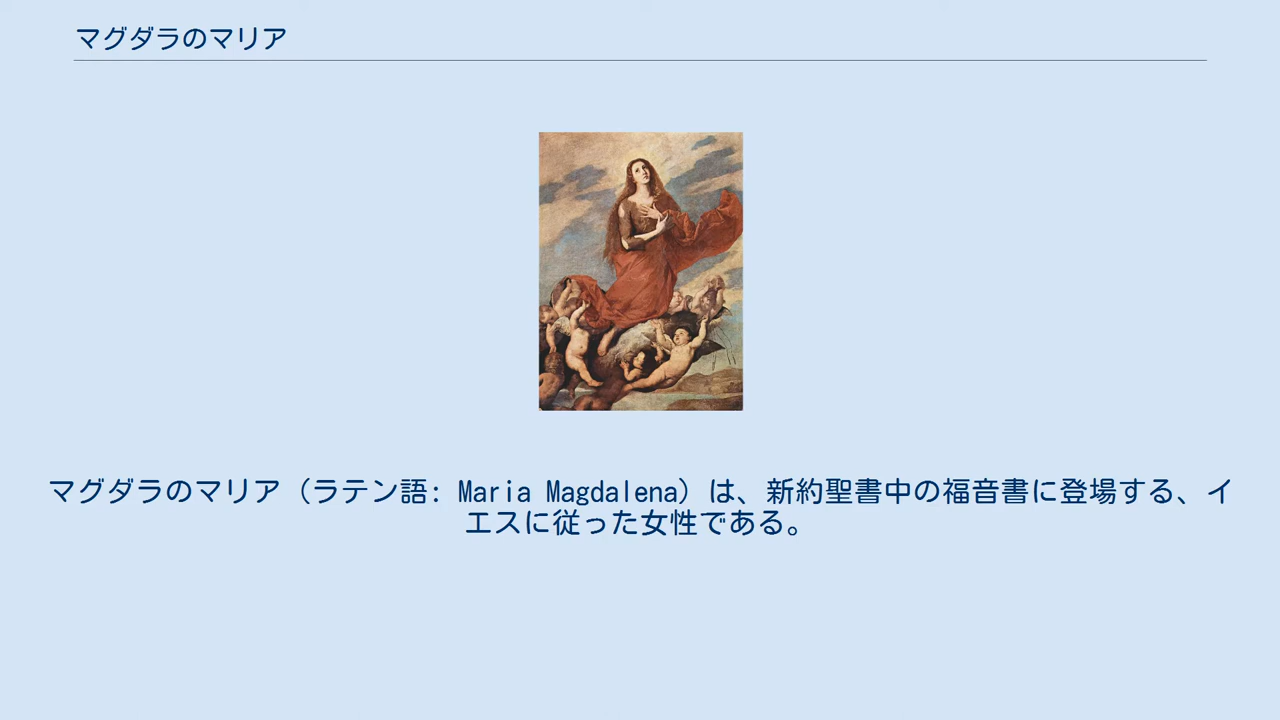 マグダラのマリア
マグダラのマリア（ラテン語: Maria Magdalena）は、新約聖書中の福音書に登場する、イ
エスに従った女性である。